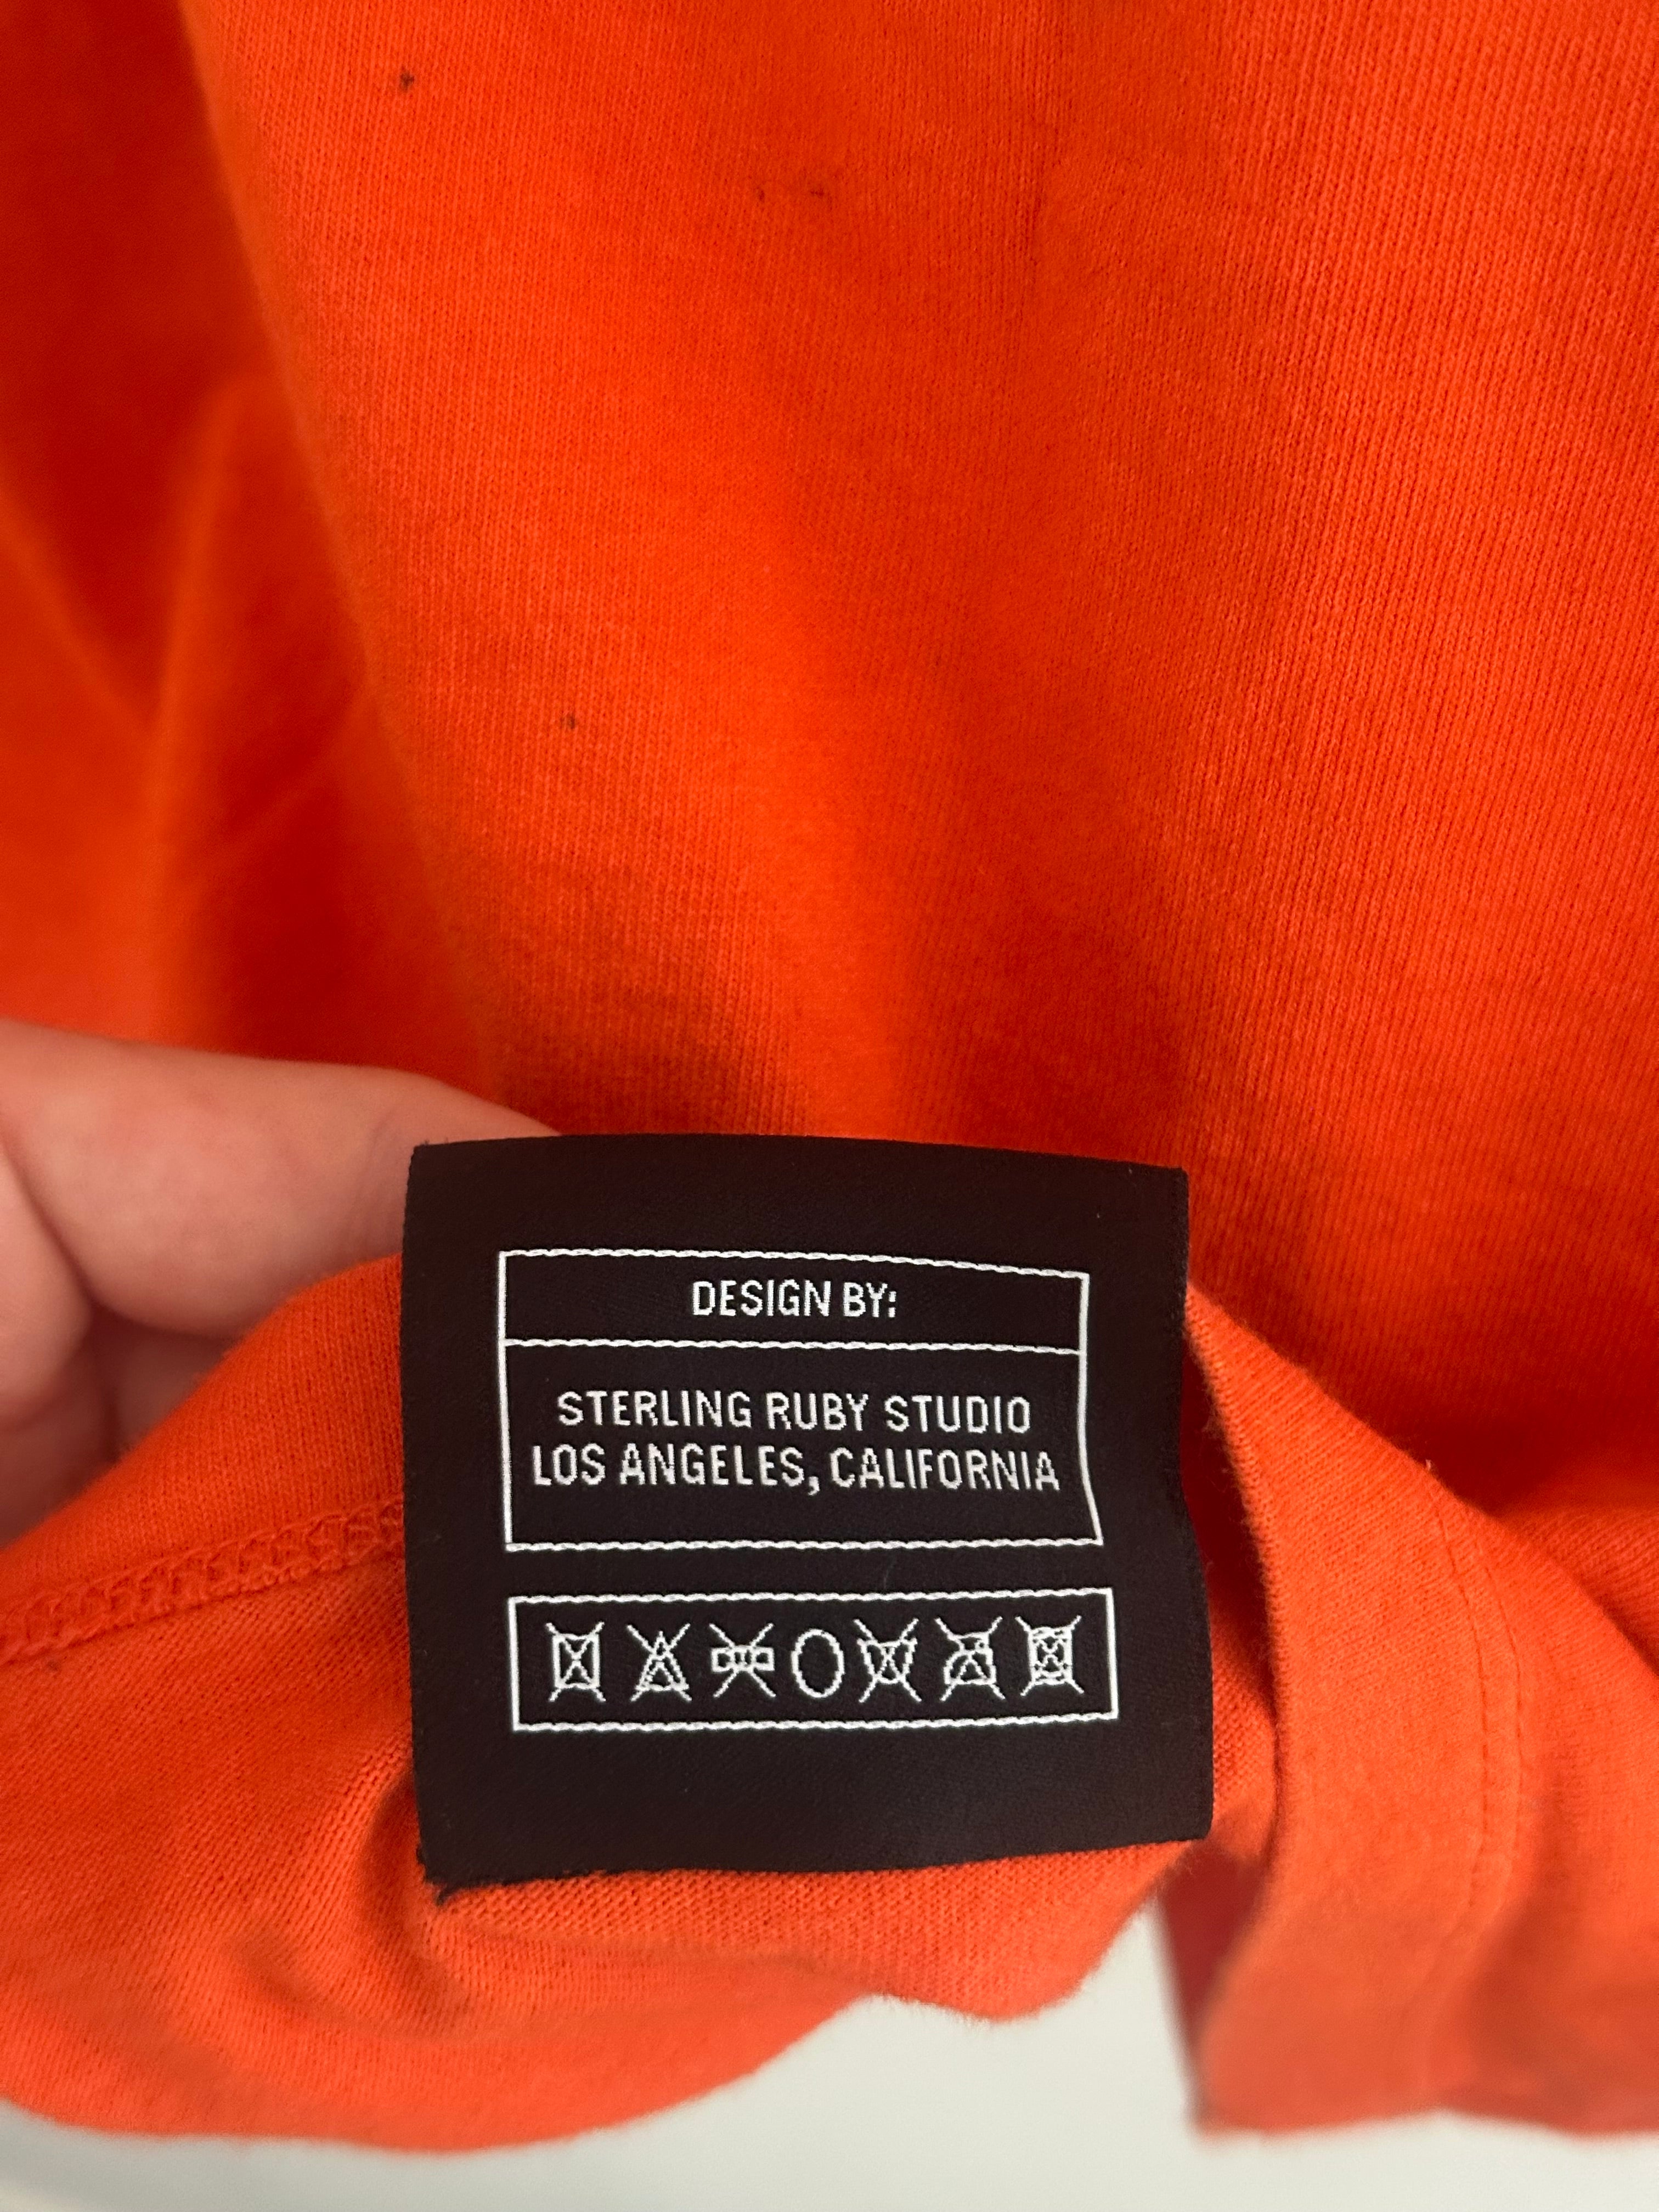 DESIGN BY:
STERLING RUBY STUDIO
LOS ANGELES, CALIFORNIA